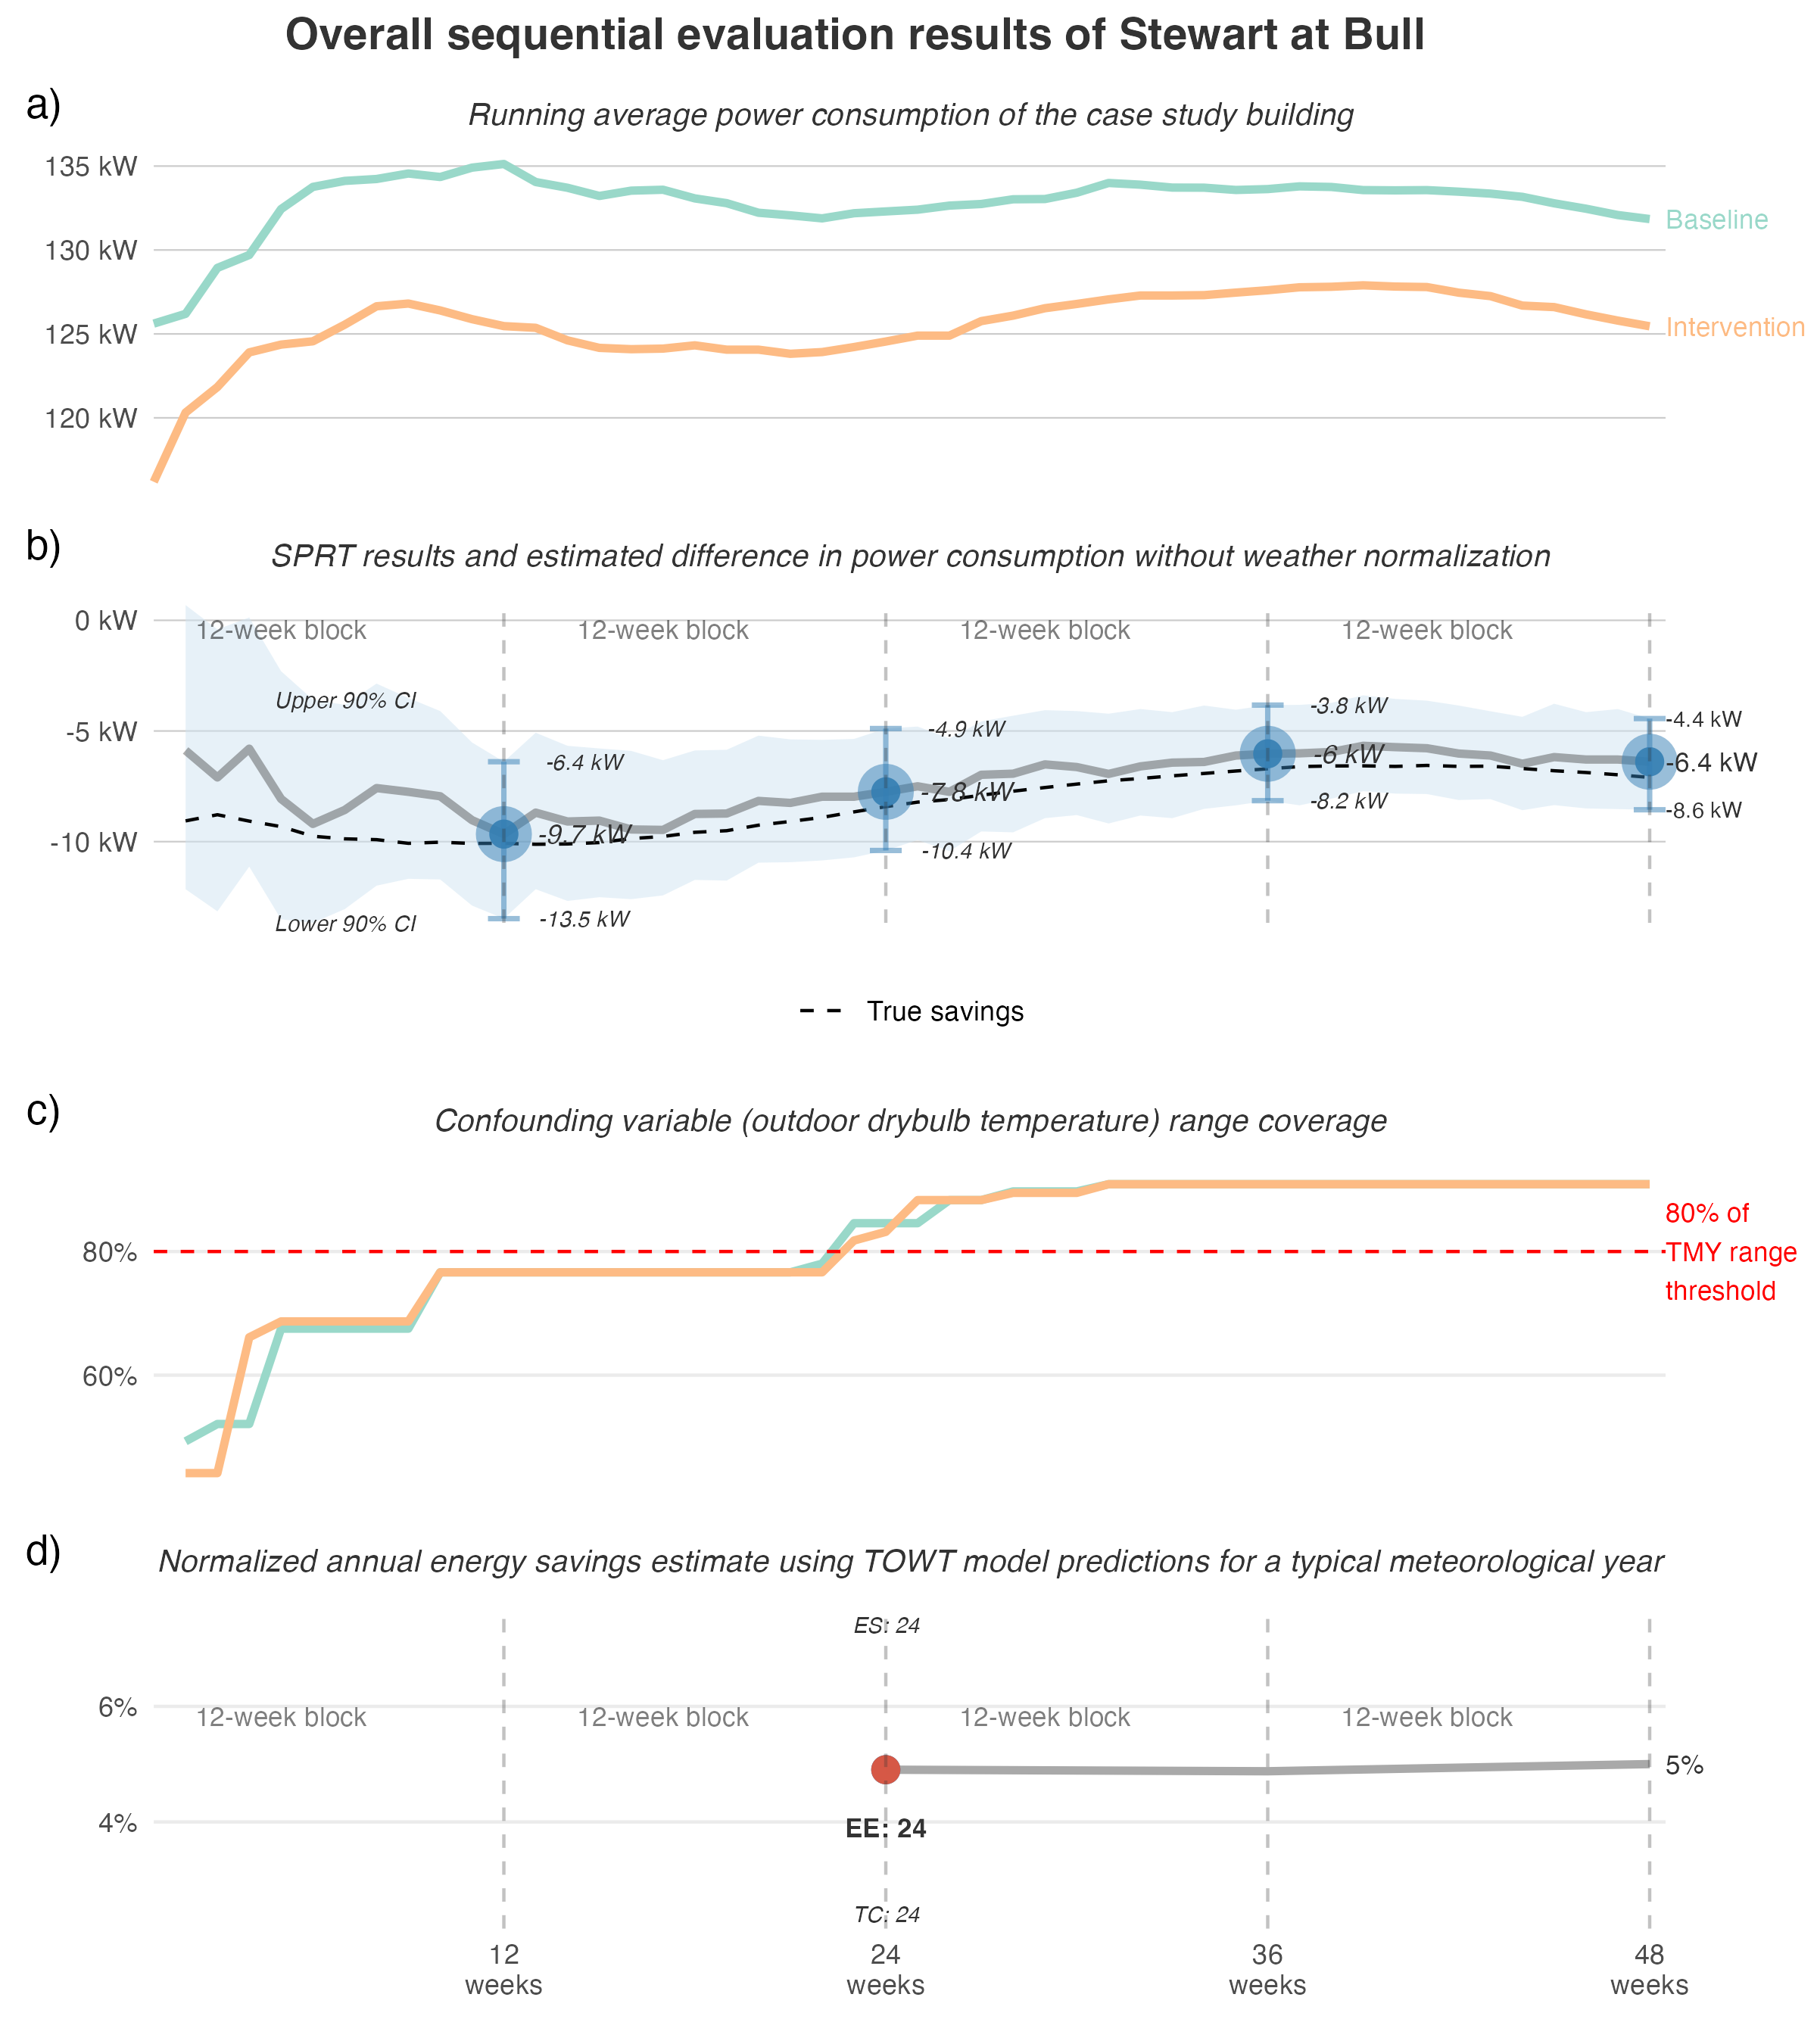 Overall sequential evaluation results of Stewart at Bull
a)
Running average power consumption of the case study building
135 kW
130 kW
125 kW
120 kW
Baseline
Intervention
b)
SPRT results and estimated difference in power consumption without weather normalization
0 kW
-5 kW
-10 kW
12-week block
12-week block
12-week block
12-week block
Upper 90% CI
Lower 90% CI
-6.4 kW
-9.7 kW
-13.5 kW
-4.9 kW
-7.8 kW
-10.4 kW
-3.8 kW
-6 kW
-8.2 kW
-4.4 kW
-6.4 kW
-8.6 kW
True savings
c)
Confounding variable (outdoor drybulb temperature) range coverage
80%
60%
80% of
TMY range
threshold
d)
Normalized annual energy savings estimate using TOWT model predictions for a typical meteorological year
ES: 24
6%
4%
12-week block
12-week block
12-week block
12-week block
5%
EE: 24
TC: 24
12
weeks
24
weeks
36
weeks
48
weeks